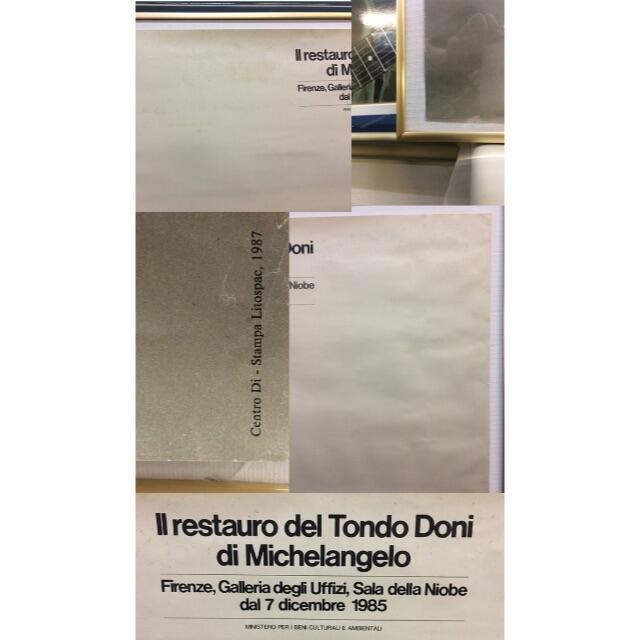 Il restauro
di M
Firenze, Galleria
dal
Doni
Niobe
Centro Di - Stampa Litospac, 1987
Il restauro del Tondo Doni
di Michelangelo
Firenze, Galleria degli Uffizi, Sala della Niobe
dal 7 dicembre 1985
MINISTERO PER I BENI CULTURALI E AMBIENTALI